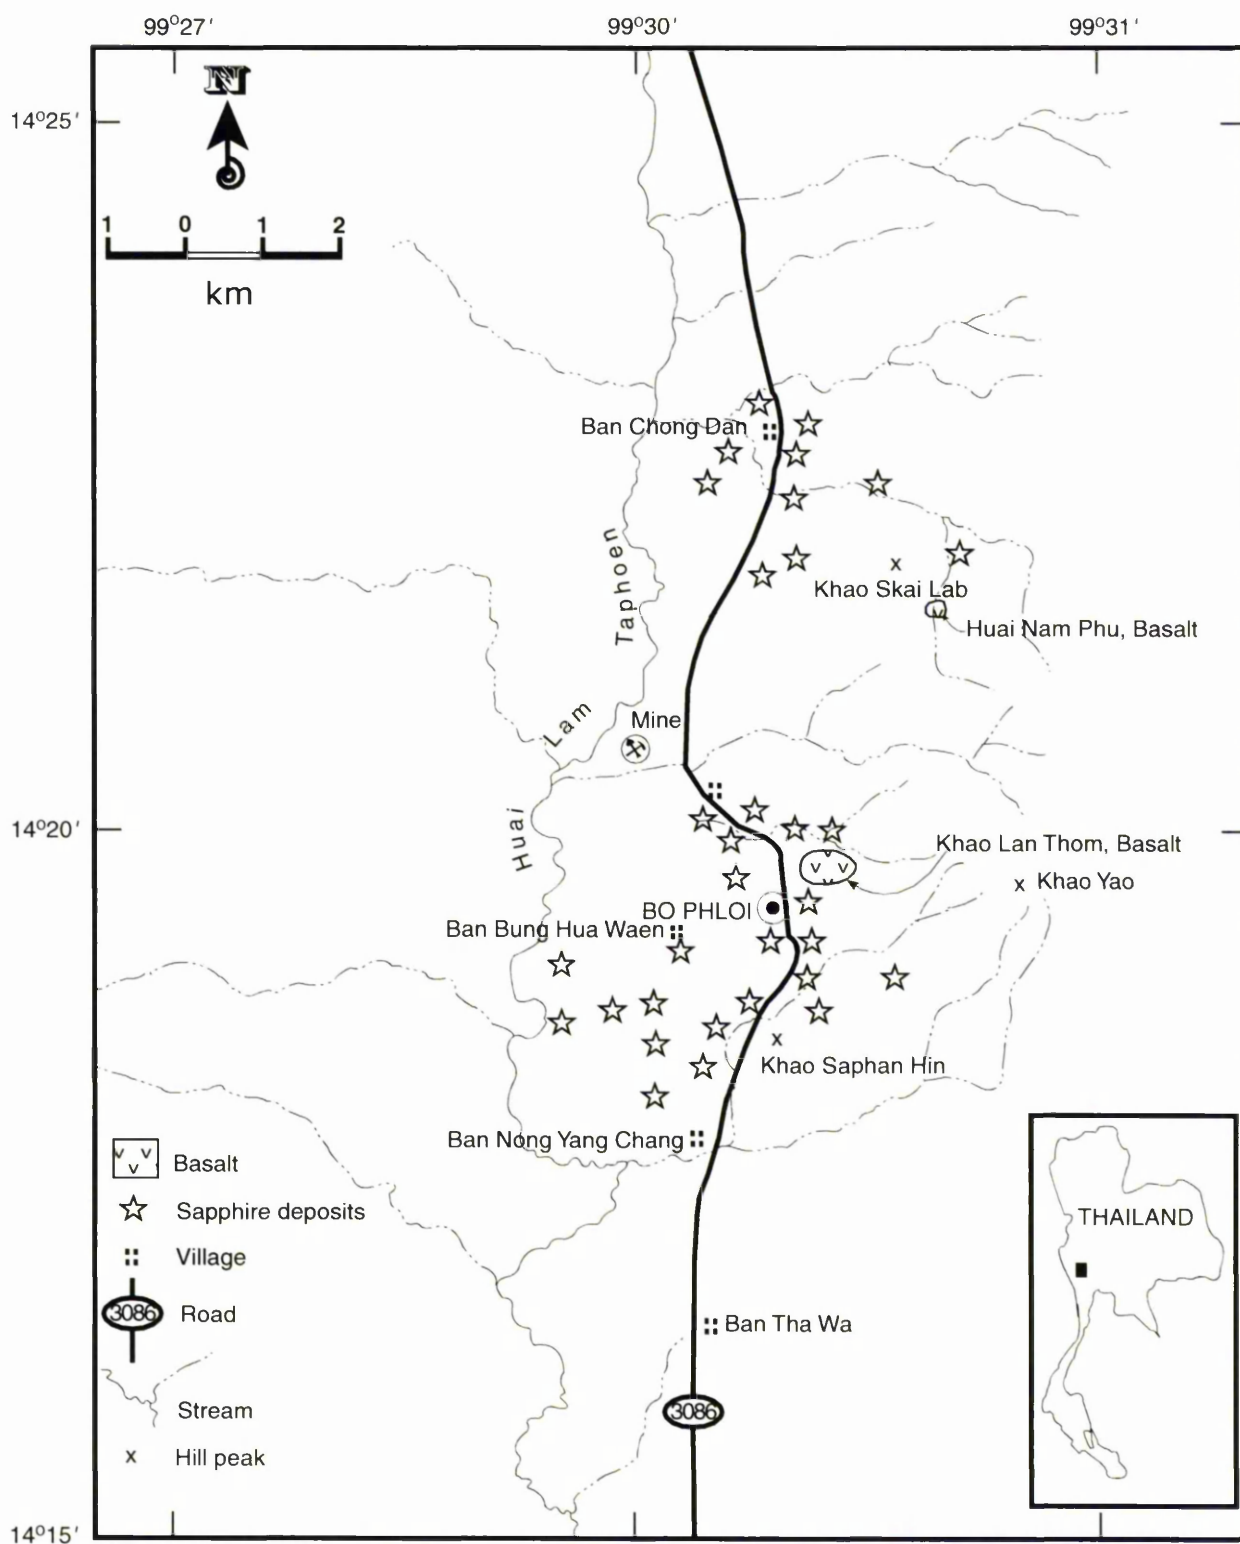 99°27' 99°30' 99°31'
14°25'
N
1 0 1 2
km
Ban Chong Dan
Taphoen
Khao Skai Lab
Huai Nam Phu, Basalt
Lam
Mine
Huai
14°20'
Khao Lan Thom, Basalt
Khao Yao
BO PHLOI
Ban Bung Hua Waen
Khao Saphan Hin
Ban Nong Yang Chang
v v
v
Basalt
Sapphire deposits
Village
3086 Road
Stream
x Hill peak
THAILAND
Ban Tha Wa
3086
14°15'